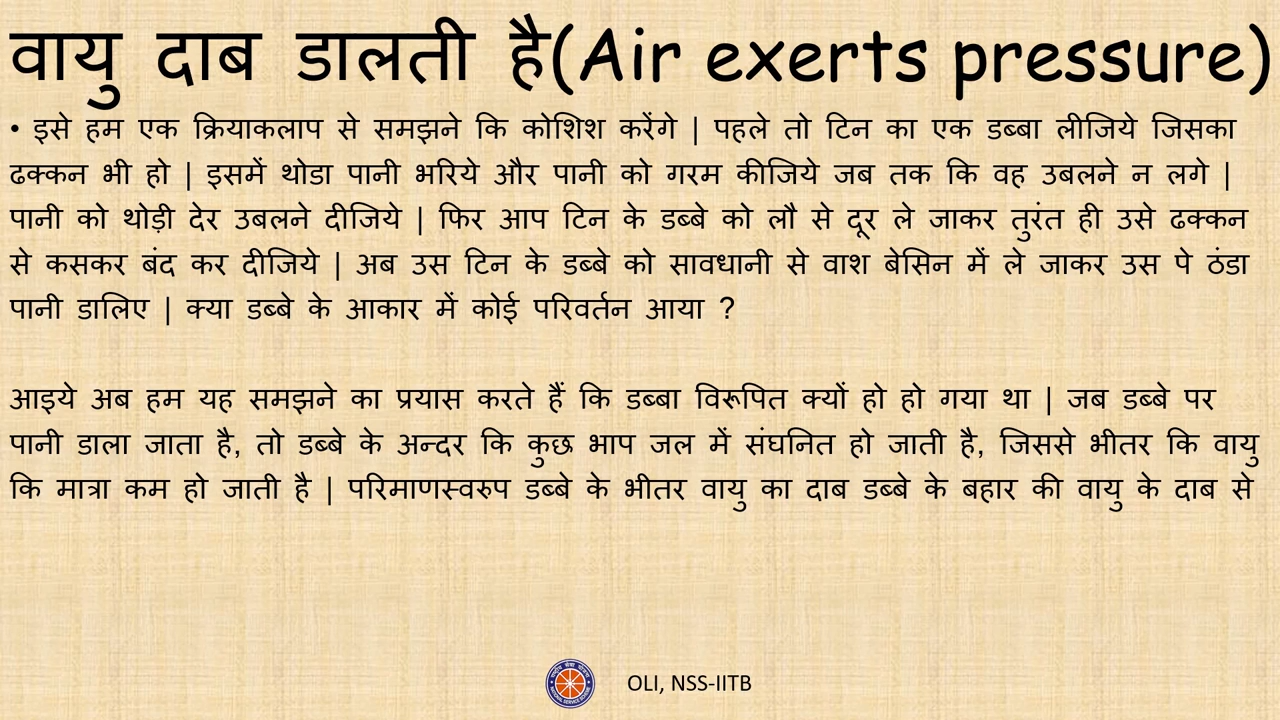 वायु दाब डालती है(Air exerts pressure)
• इसे हम एक क्रियाकलाप से समझने कि कोशिश करेंगे | पहले तो टिन का एक डब्बा लीजिये जिसका
ढक्कन भी हो | इसमें थोडा पानी भरिये और पानी को गरम कीजिये जब तक कि वह उबलने न लगे |
पानी को थोड़ी देर उबलने दीजिये | फिर आप टिन के डब्बे को लौ से दूर ले जाकर तुरंत ही उसे ढक्कन
से कसकर बंद कर दीजिये | अब उस टिन के डब्बे को सावधानी से वाश बेसिन में ले जाकर उस पे ठंडा
पानी डालिए | क्या डब्बे के आकार में कोई परिवर्तन आया ?
आइये अब हम यह समझने का प्रयास करते हैं कि डब्बा विरूपित क्यों हो हो गया था | जब डब्बे पर
पानी डाला जाता है, तो डब्बे के अन्दर कि कुछ भाप जल में संघनित हो जाती है, जिससे भीतर कि वायु
कि मात्रा कम हो जाती है | परिमाणस्वरुप डब्बे के भीतर वायु का दाब डब्बे के बहार की वायु के दाब से
OLI, NSS-IITB